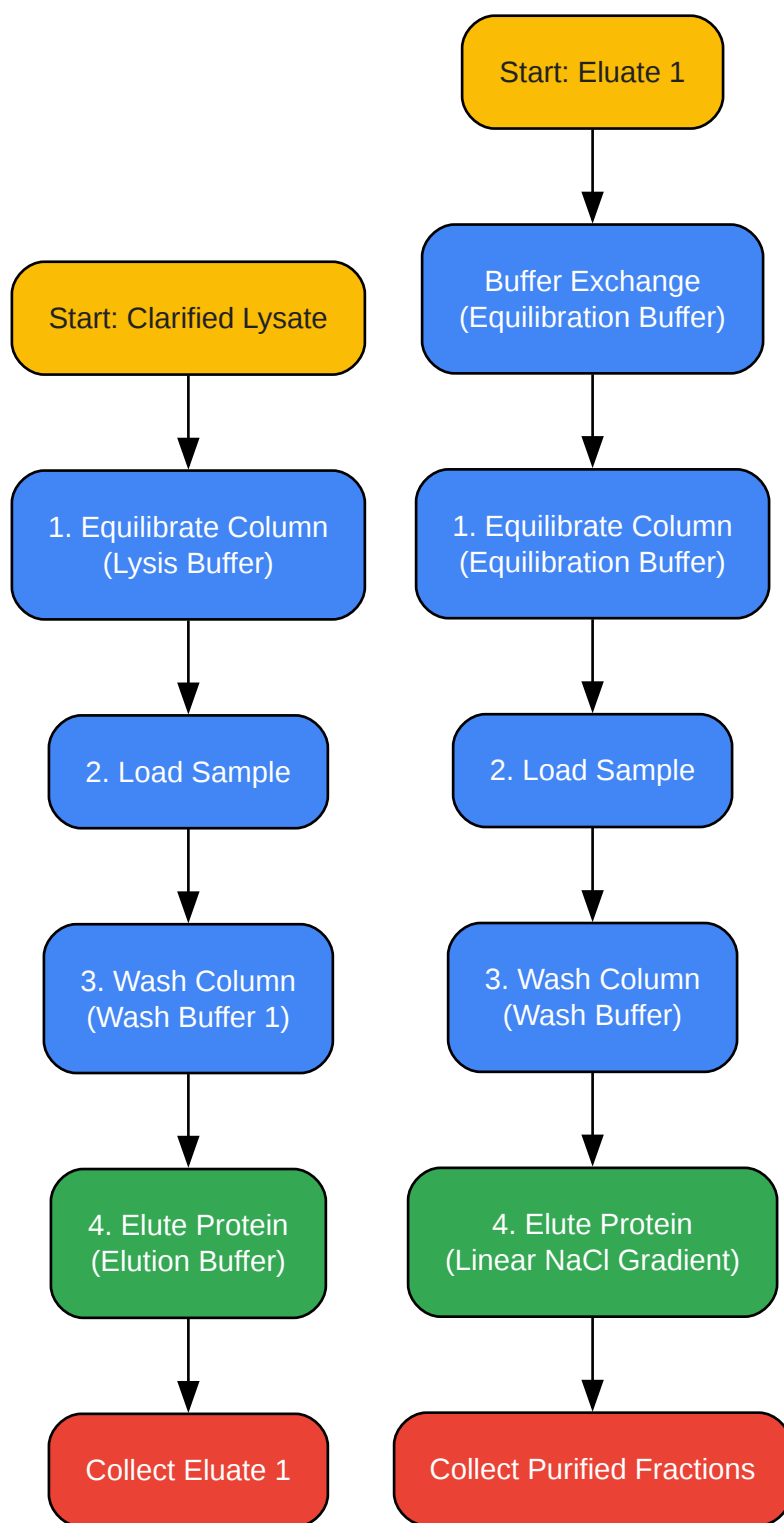 Start: Clarified Lysate
1. Equilibrate Column
(Lysis Buffer)
2. Load Sample
3. Wash Column
(Wash Buffer 1)
4. Elute Protein
(Elution Buffer)
Collect Eluate 1
Start: Eluate 1
Buffer Exchange
(Equilibration Buffer)
1. Equilibrate Column
(Equilibration Buffer)
2. Load Sample
3. Wash Column
(Wash Buffer)
4. Elute Protein
(Linear NaCl Gradient)
Collect Purified Fractions